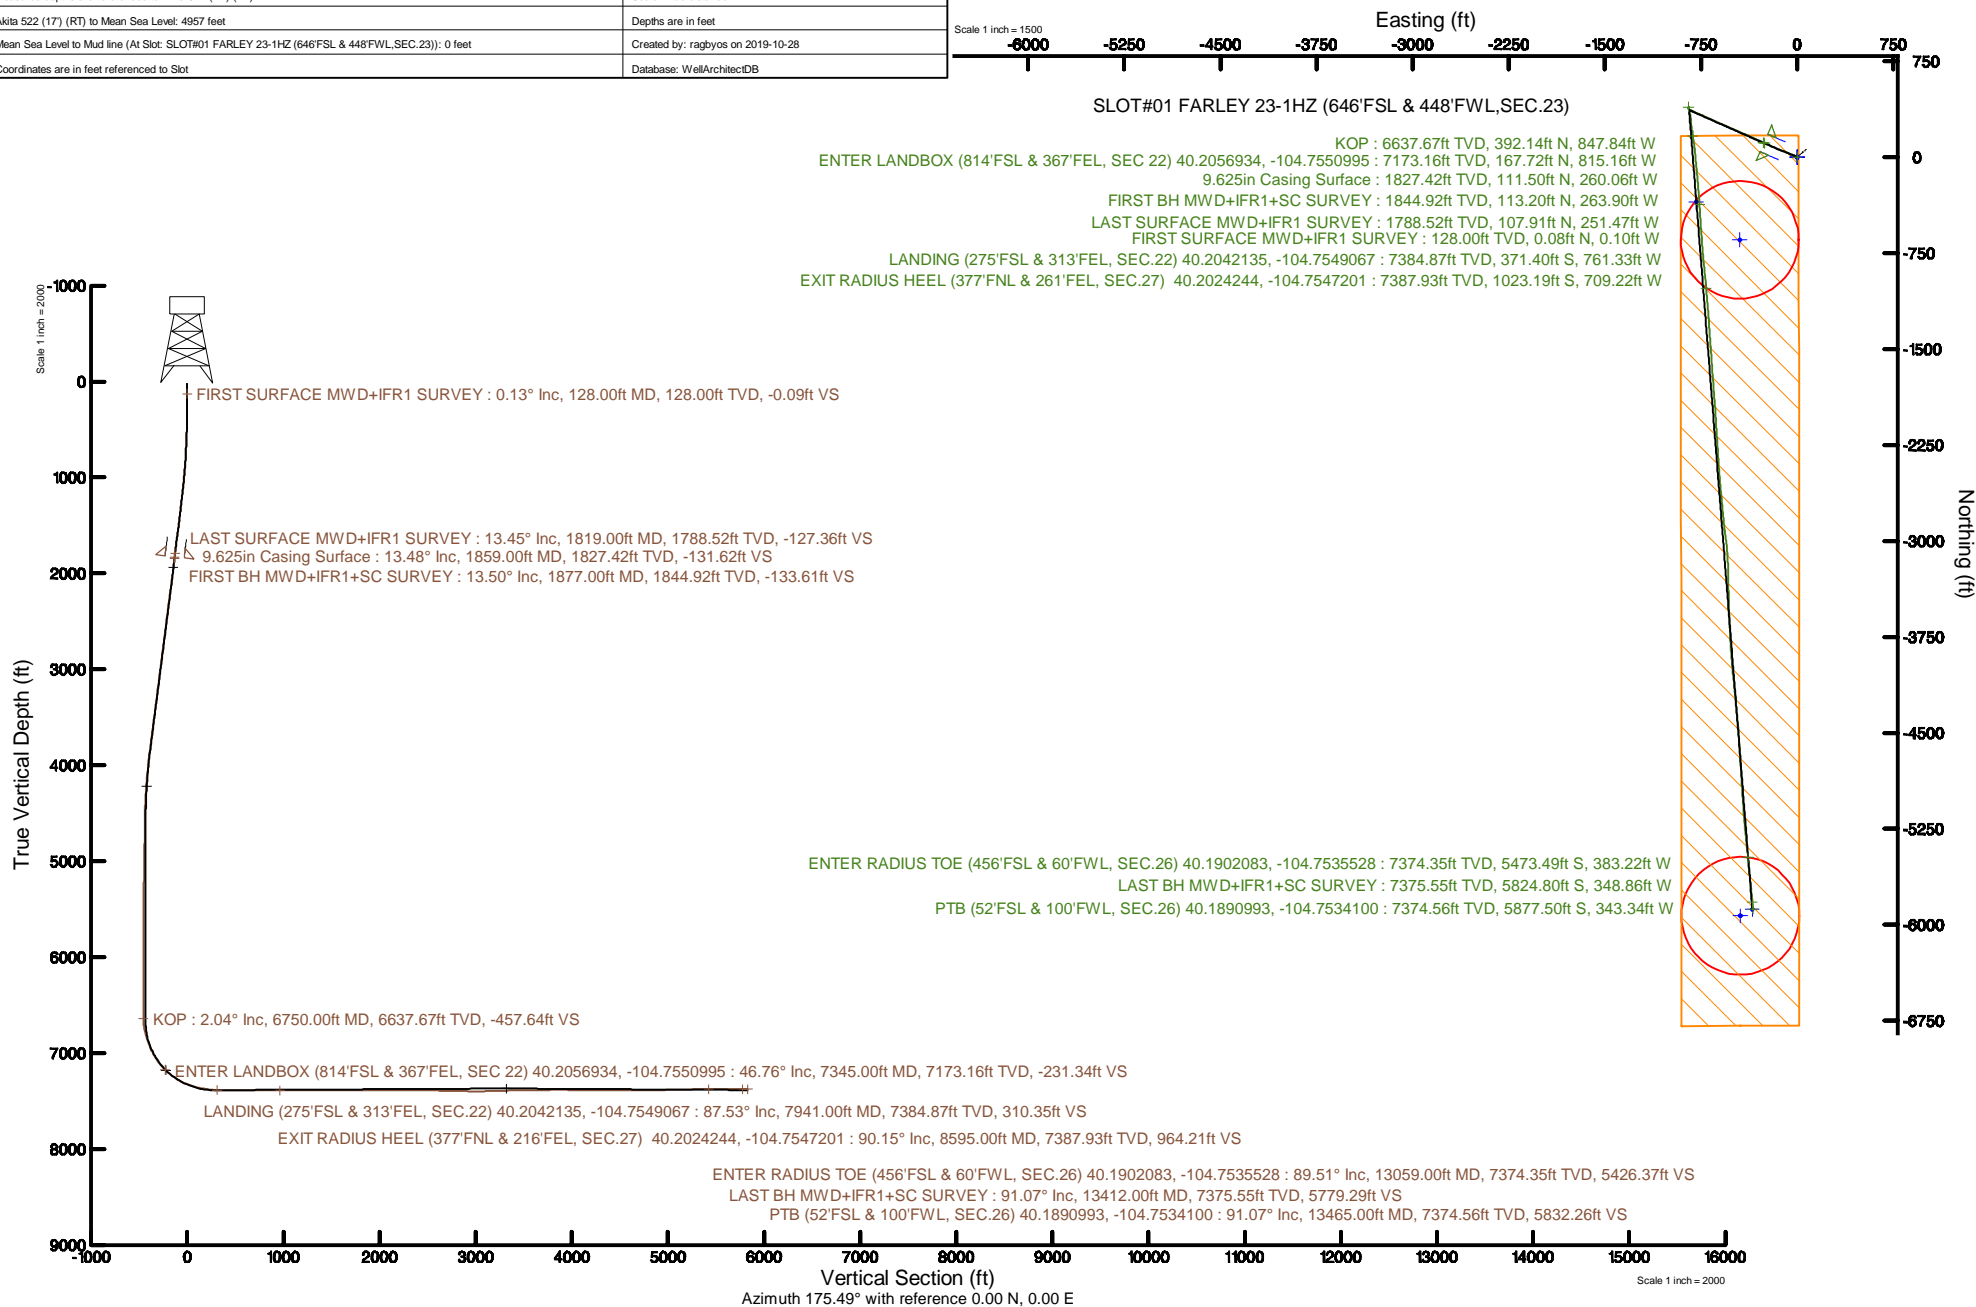 Akita 522 (17') (RT) to Mean Sea Level: 4957 feet
Depths are in feet
Mean Sea Level to Mud line (At Slot: SLOT#01 FARLEY 23-1HZ (646'FSL & 448'FWL,SEC.23)): 0 feet
Created by: ragbyos on 2019-10-28
Coordinates are in feet referenced to Slot
Database: WellArchitectDB
Easting (ft)
Scale 1 inch = 1500
-6000 -5250 -4500 -3750 -3000 -2250 -1500 -750 0 750
750
0
-750
-1500
-2250
-3000
-3750
-4500
-5250
-6000
-6750
Northing (ft)
SLOT#01 FARLEY 23-1HZ (646'FSL & 448'FWL,SEC.23)
KOP : 6637.67ft TVD, 392.14ft N, 847.84ft W
ENTER LANDBOX (814'FSL & 367'FEL, SEC 22) 40.2056934, -104.7550995 : 7173.16ft TVD, 167.72ft N, 815.16ft W
9.625in Casing Surface : 1827.42ft TVD, 111.50ft N, 260.06ft W
FIRST BH MWD+IFR1+SC SURVEY : 1844.92ft TVD, 113.20ft N, 263.90ft W
LAST SURFACE MWD+IFR1 SURVEY : 1788.52ft TVD, 107.91ft N, 251.47ft W
FIRST SURFACE MWD+IFR1 SURVEY : 128.00ft TVD, 0.08ft N, 0.10ft W
LANDING (275'FSL & 313'FEL, SEC.22) 40.2042135, -104.7549067 : 7384.87ft TVD, 371.40ft S, 761.33ft W
EXIT RADIUS HEEL (377'FNL & 261'FEL, SEC.27) 40.2024244, -104.7547201 : 7387.93ft TVD, 1023.19ft S, 709.22ft W
ENTER RADIUS TOE (456'FSL & 60'FWL, SEC.26) 40.1902083, -104.7535528 : 7374.35ft TVD, 5473.49ft S, 383.22ft W
LAST BH MWD+IFR1+SC SURVEY : 7375.55ft TVD, 5824.80ft S, 348.86ft W
PTB (52'FSL & 100'FWL, SEC.26) 40.1890993, -104.7534100 : 7374.56ft TVD, 5877.50ft S, 343.34ft W
Scale 1 inch = 2000
True Vertical Depth (ft)
-1000
0
1000
2000
3000
4000
5000
6000
7000
8000
9000
FIRST SURFACE MWD+IFR1 SURVEY : 0.13° Inc, 128.00ft MD, 128.00ft TVD, -0.09ft VS
LAST SURFACE MWD+IFR1 SURVEY : 13.45° Inc, 1819.00ft MD, 1788.52ft TVD, -127.36ft VS
9.625in Casing Surface : 13.48° Inc, 1859.00ft MD, 1827.42ft TVD, -131.62ft VS
FIRST BH MWD+IFR1+SC SURVEY : 13.50° Inc, 1877.00ft MD, 1844.92ft TVD, -133.61ft VS
KOP : 2.04° Inc, 6750.00ft MD, 6637.67ft TVD, -457.64ft VS
ENTER LANDBOX (814'FSL & 367'FEL, SEC 22) 40.2056934, -104.7550995 : 46.76° Inc, 7345.00ft MD, 7173.16ft TVD, -231.34ft VS
LANDING (275'FSL & 313'FEL, SEC.22) 40.2042135, -104.7549067 : 87.53° Inc, 7941.00ft MD, 7384.87ft TVD, 310.35ft VS
EXIT RADIUS HEEL (377'FNL & 216'FEL, SEC.27) 40.2024244, -104.7547201 : 90.15° Inc, 8595.00ft MD, 7387.93ft TVD, 964.21ft VS
ENTER RADIUS TOE (456'FSL & 60'FWL, SEC.26) 40.1902083, -104.7535528 : 89.51° Inc, 13059.00ft MD, 7374.35ft TVD, 5426.37ft VS
LAST BH MWD+IFR1+SC SURVEY : 91.07° Inc, 13412.00ft MD, 7375.55ft TVD, 5779.29ft VS
PTB (52'FSL & 100'FWL, SEC.26) 40.1890993, -104.7534100 : 91.07° Inc, 13465.00ft MD, 7374.56ft TVD, 5832.26ft VS
-1000 0 1000 2000 3000 4000 5000 6000 7000 8000 9000 10000 11000 12000 13000 14000 15000 16000
Vertical Section (ft)
Scale 1 inch = 2000
Azimuth 175.49° with reference 0.00 N, 0.00 E